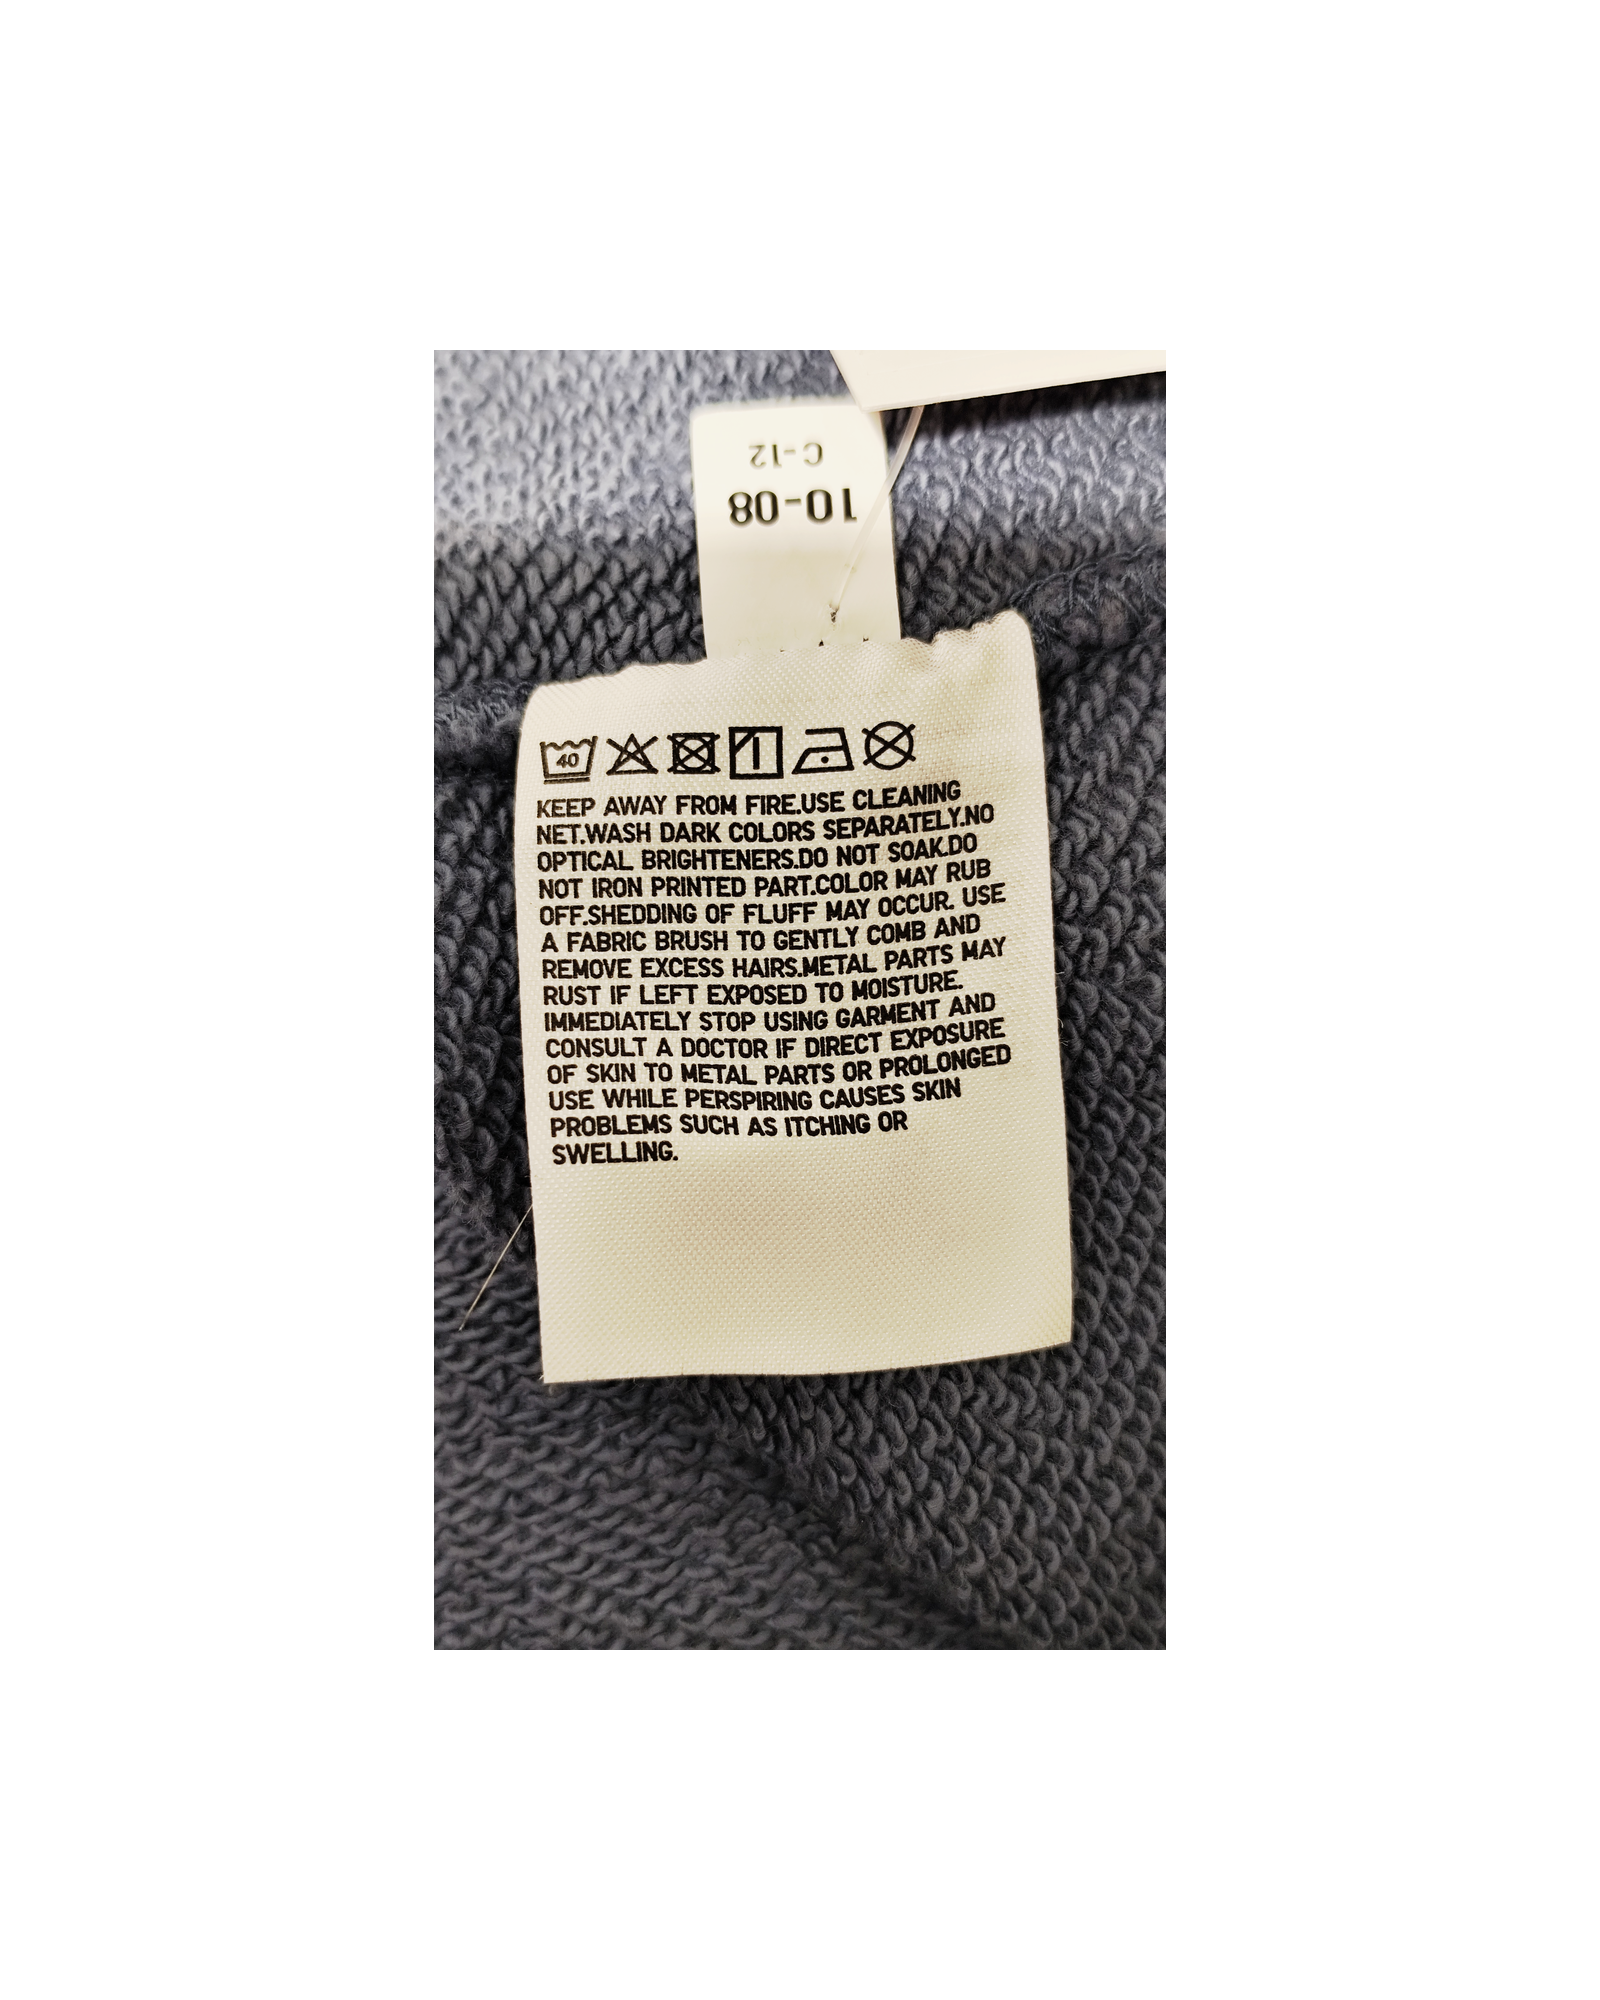 C-12
10-08
40
KEEP AWAY FROM FIRE.USE CLEANING
NET.WASH DARK COLORS SEPARATELY.NO
OPTICAL BRIGHTENERS.DO NOT SOAK.DO
NOT IRON PRINTED PART.COLOR MAY RUB
OFF.SHEDDING OF FLUFF MAY OCCUR. USE
A FABRIC BRUSH TO GENTLY COMB AND
REMOVE EXCESS HAIRS.METAL PARTS MAY
RUST IF LEFT EXPOSED TO MOISTURE.
IMMEDIATELY STOP USING GARMENT AND
CONSULT A DOCTOR IF DIRECT EXPOSURE
OF SKIN TO METAL PARTS OR PROLONGED
USE WHILE PERSPIRING CAUSES SKIN
PROBLEMS SUCH AS ITCHING OR
SWELLING.